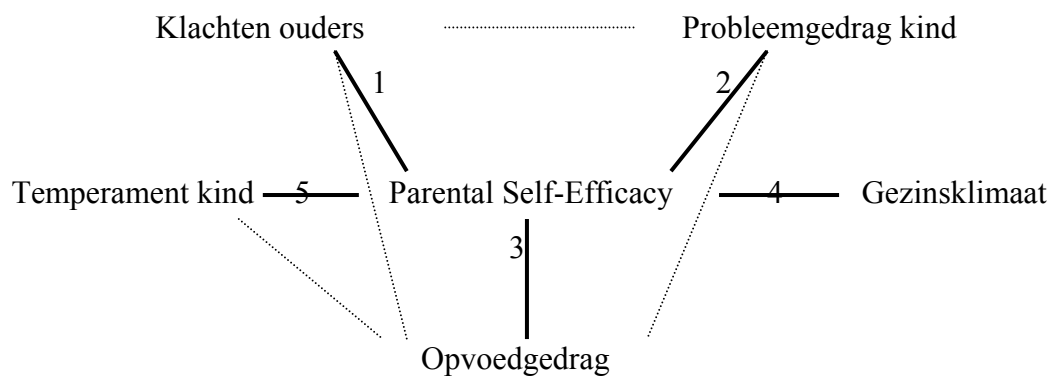 Klachten ouders
Probleemgedrag kind
1
2
Temperament kind
5
Parental Self-Efficacy
4
Gezinsklimaat
3
Opvoedgedrag